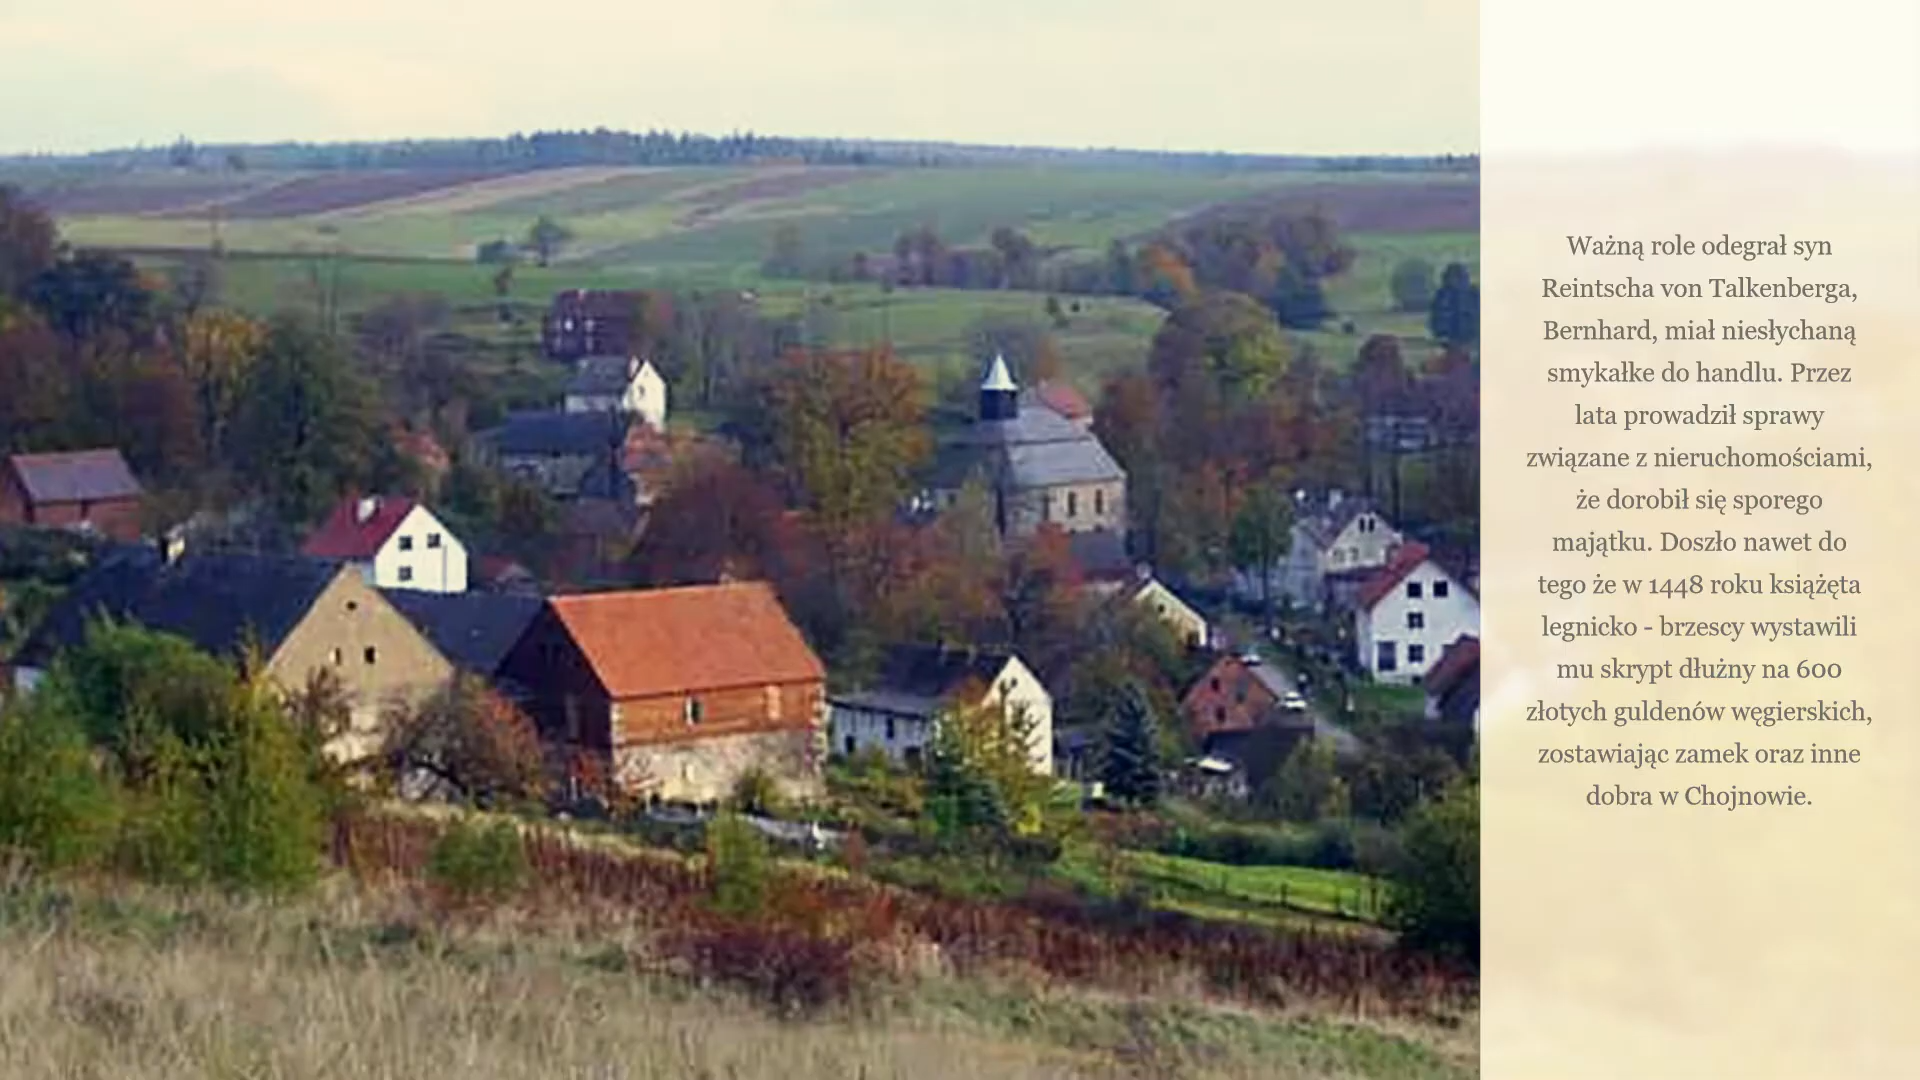 Ważną role odegrał syn
Reintscha von Talkenberga,
Bernhard, miał niesłychaną
smykałke do handlu. Przez
lata prowadził sprawy
związane z nieruchomościami,
że dorobił się sporego
majątku. Doszło nawet do
tego że w 1448 roku książęta
legnicko - brzescy wystawili
mu skrypt dłużny na 600
złotych guldenów węgierskich,
zostawiając zamek oraz inne
dobra w Chojnowie.